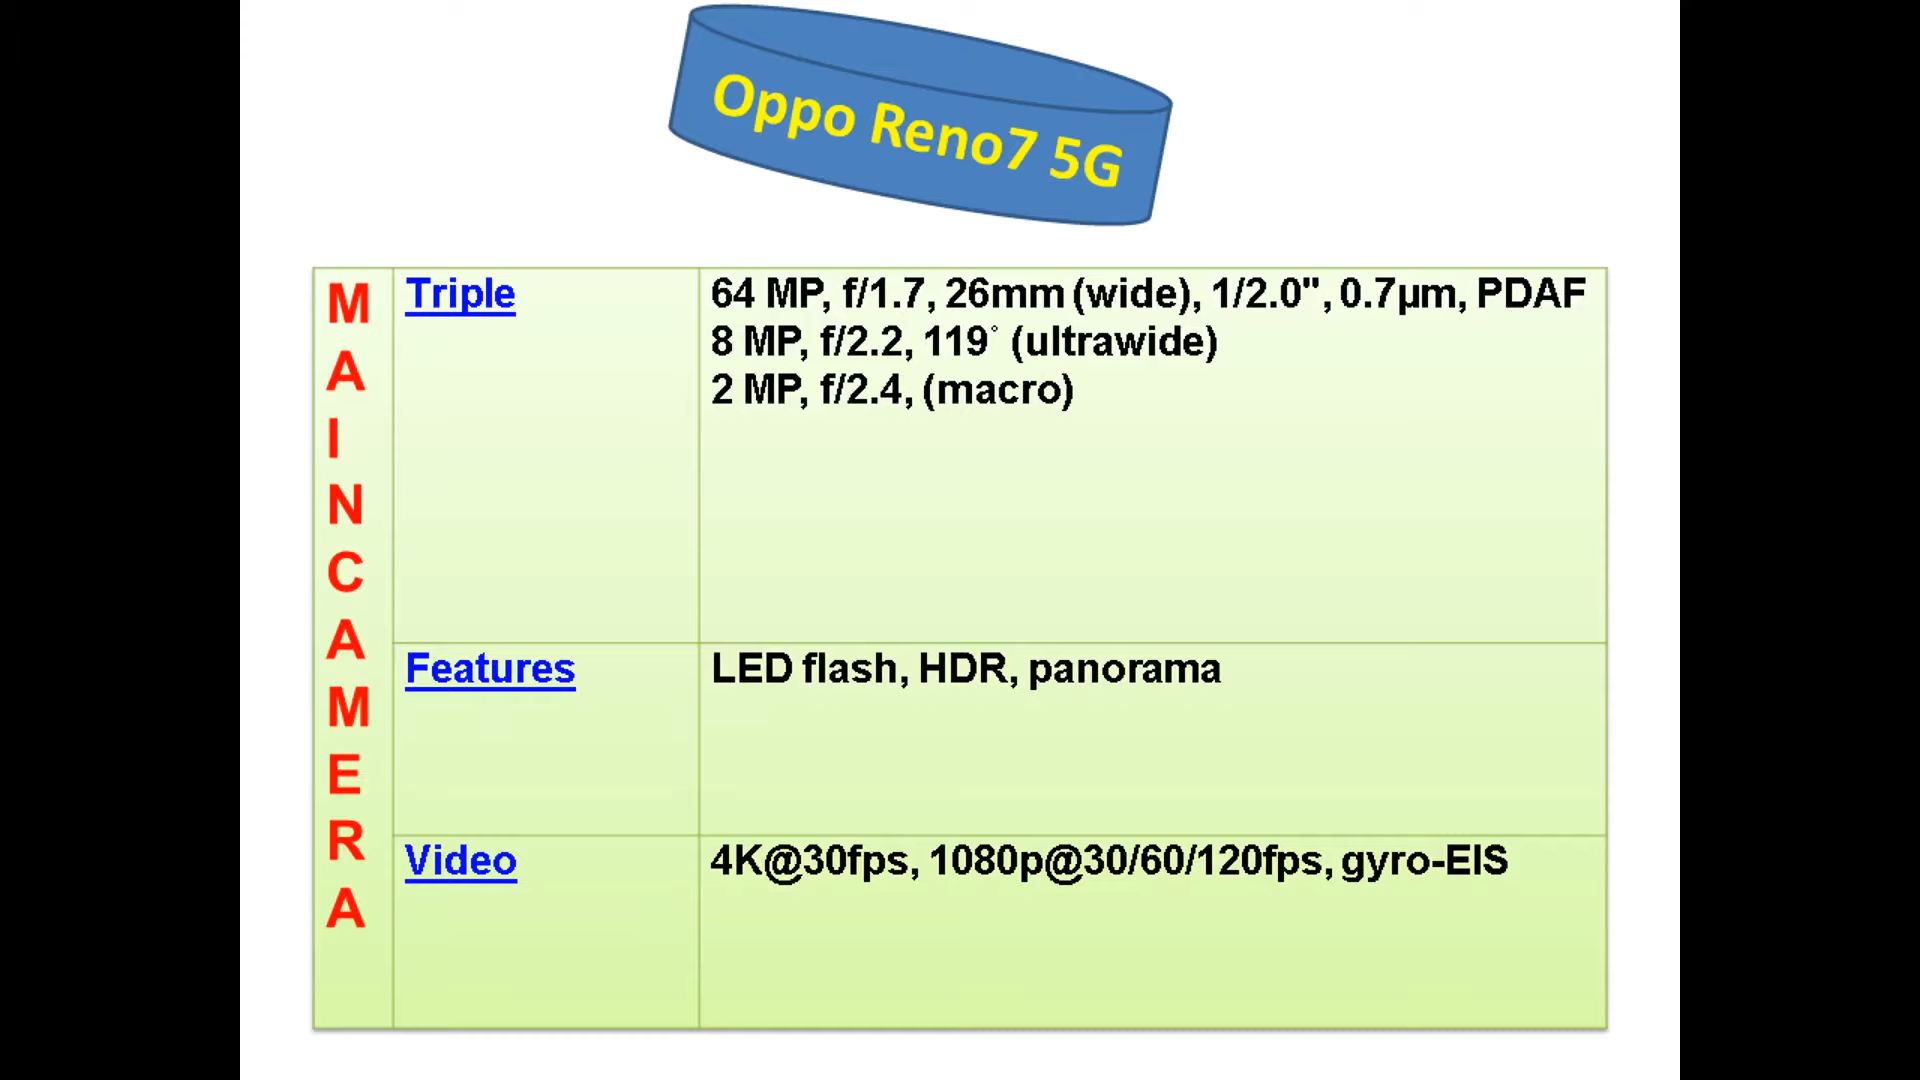 Oppo Reno7 5G
M
A
I
N
C
A
M
E
R
A
Triple
64 MP, f/1.7, 26mm (wide), 1/2.0", 0.7µm, PDAF
8 MP, f/2.2, 119˚ (ultrawide)
2 MP, f/2.4, (macro)
Features
LED flash, HDR, panorama
Video
4K@30fps, 1080p@30/60/120fps, gyro-EIS